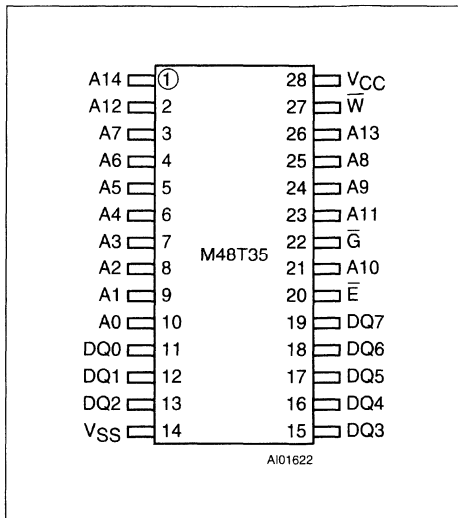 A14 1 28 VCC
A12 2 27 W̅
A7 3 26 A13
A6 4 25 A8
A5 5 24 A9
A4 6 23 A11
A3 7 22 G̅
M48T35
A2 8 21 A10
A1 9 20 E̅
A0 10 19 DQ7
DQ0 11 18 DQ6
DQ1 12 17 DQ5
DQ2 13 16 DQ4
VSS 14 15 DQ3
AI01622